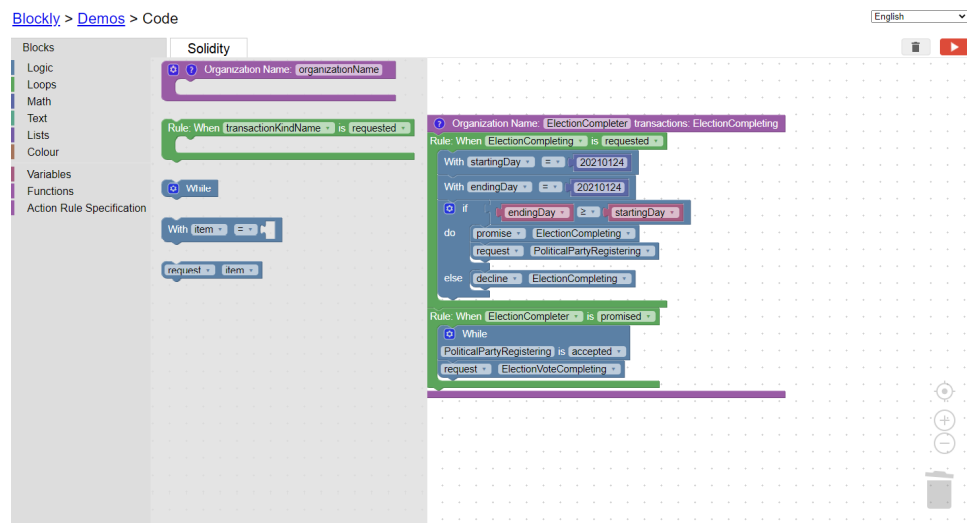 Blockly > Demos > Code
English
Blocks
Solidity
Logic
Loops
Math
Text
Lists
Colour
Variables
Functions
Action Rule Specification
? Organization Name: organizationName
Rule: When transactionKindName is requested
While
With item =
request item
? Organization Name: ElectionCompleter transactions: ElectionCompleting
Rule: When ElectionCompleting is requested
With startingDay = 20210124
With endingDay = 20210124
if endingDay ≥ startingDay
do promise ElectionCompleting
request PoliticalPartyRegistering
else decline ElectionCompleting
Rule: When ElectionCompleter is promised
While
PoliticalPartyRegistering is accepted
request ElectionVoteCompleting